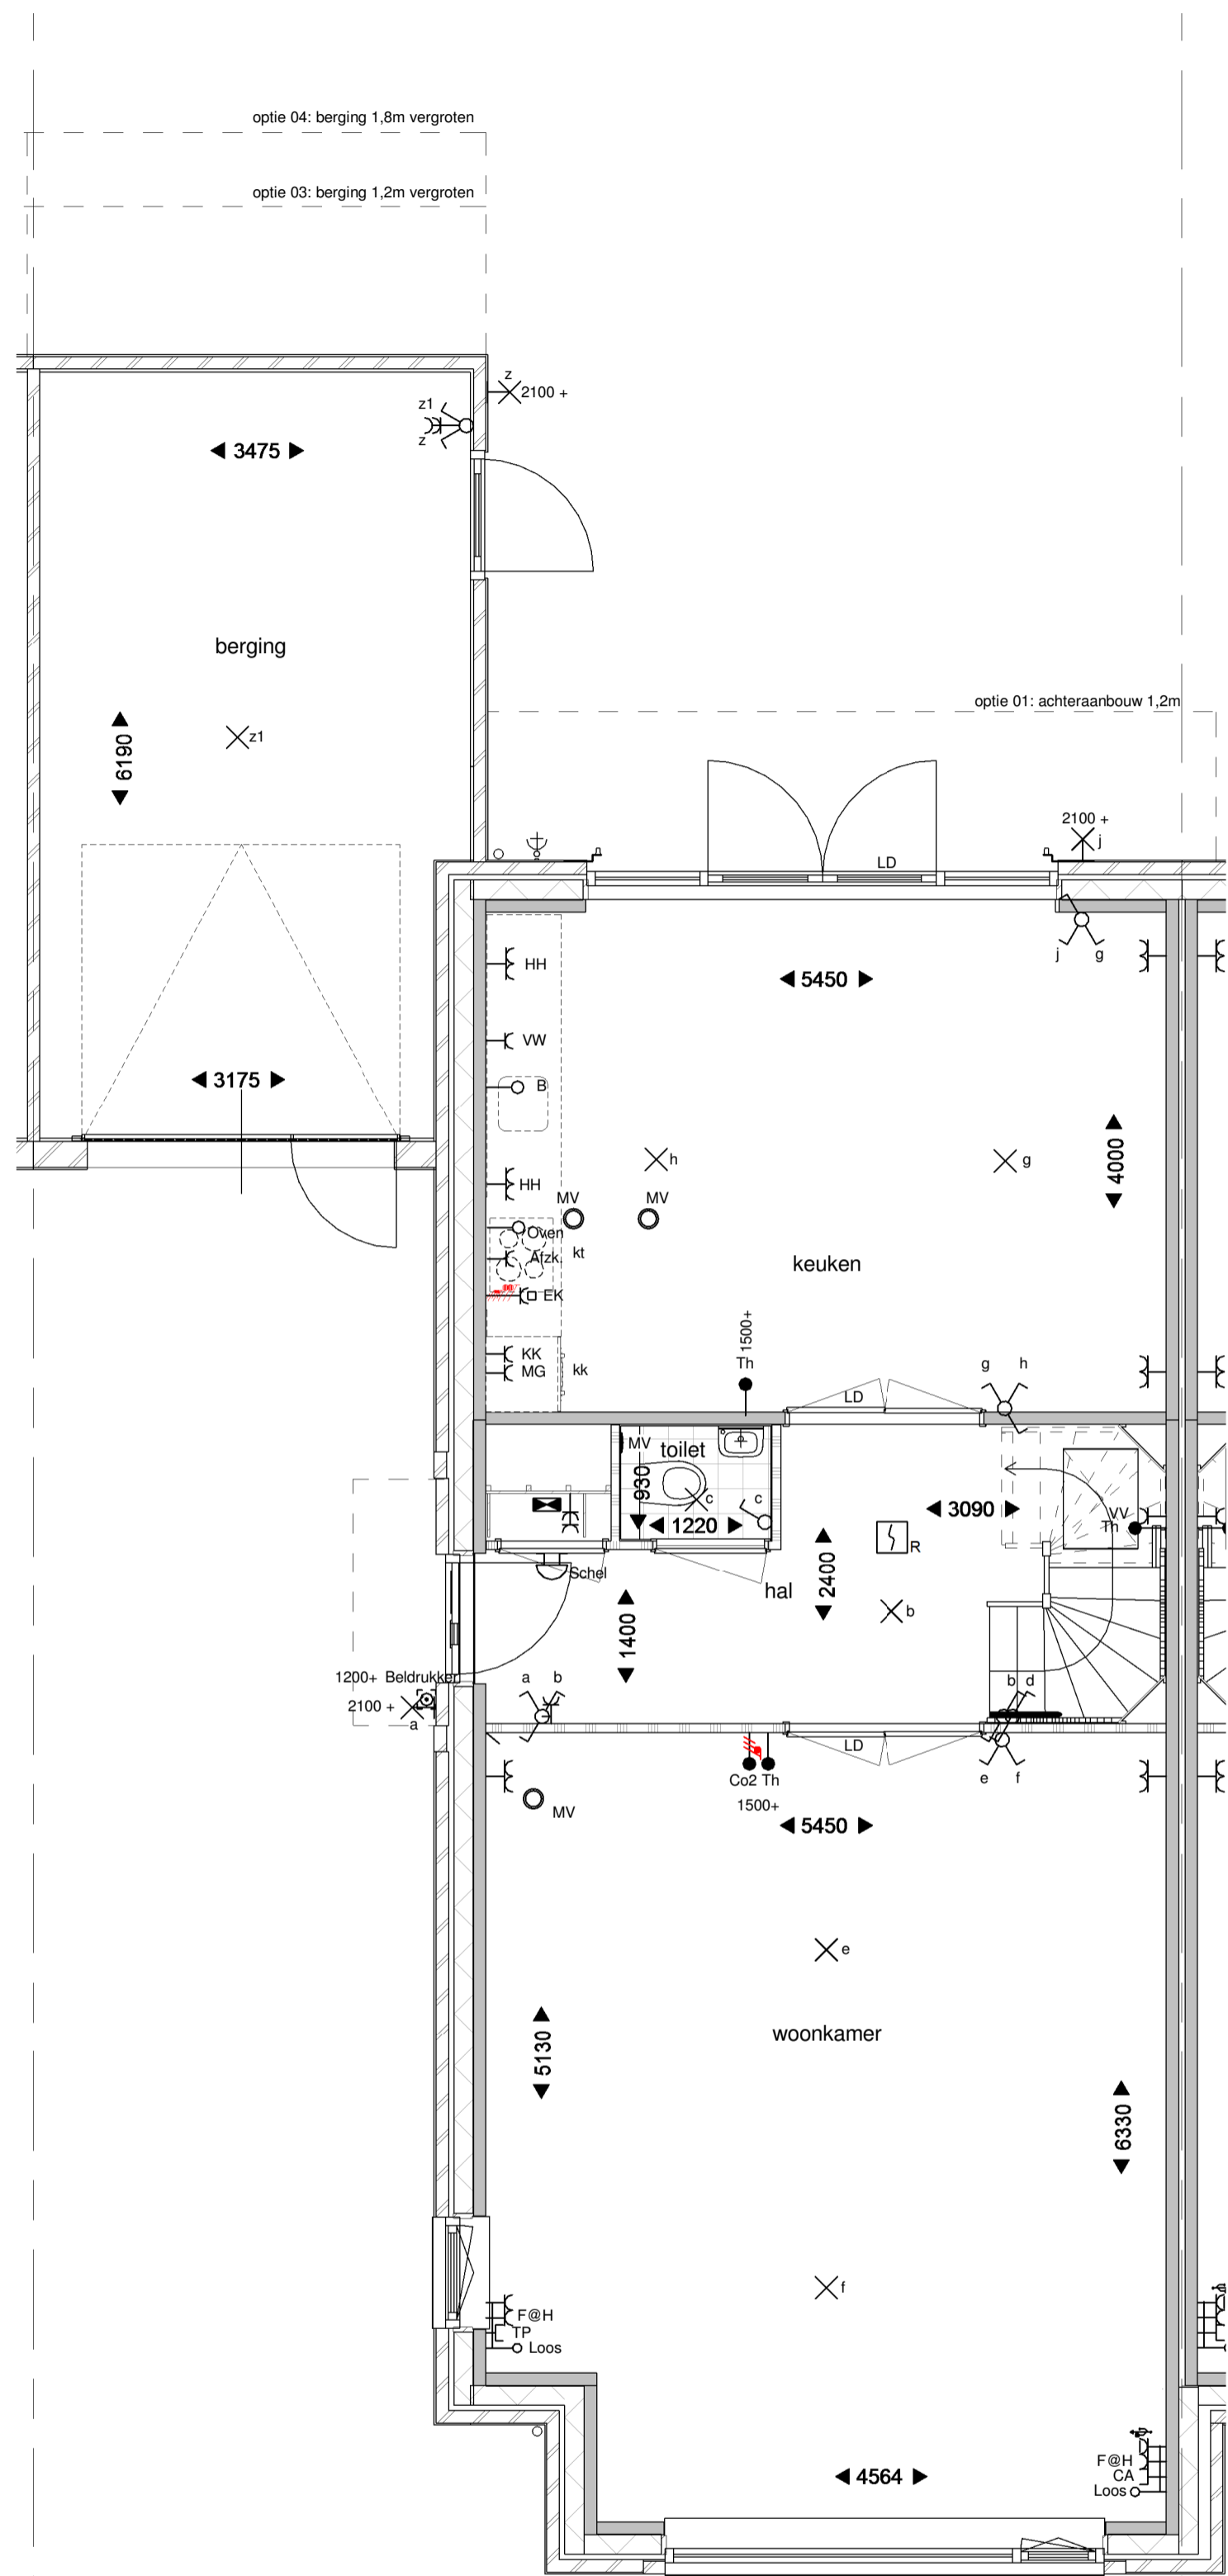 optie 04: berging 1,8m vergroten
optie 03: berging 1,2m vergroten
z
2100 +
z1
z
3475
berging
6190
z1
optie 01: achteraanbouw 1,2m
2100 +
j
LD
j g
HH
5450
VW
3175
B
4000
h
g
HH
MV
MV
Oven
Afzk.
kt
keuken
EK
1500+
Th
KK
MG
kk
g h
LD
MV
toilet
930
c
c
1220
3090
VV
Th
R
2400
Schel
hal
1400
b
1200+ Beldrukker
2100 +
a
a b
b d
LD
Co2 Th
1500+
e f
MV
5450
e
woonkamer
5130
6330
f
F@H
TP
Loos
F@H
CA
Loos
4564